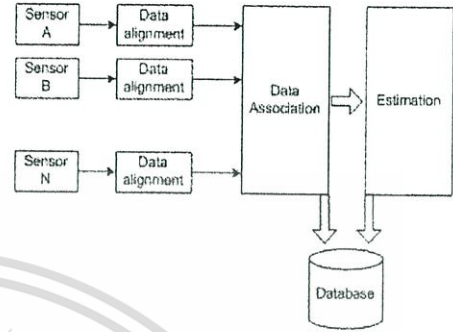 Sensor
A
Data
alignment
Sensor
B
Data
alignment
Data
Association
Estimation
Sensor
N
Data
alignment
Database